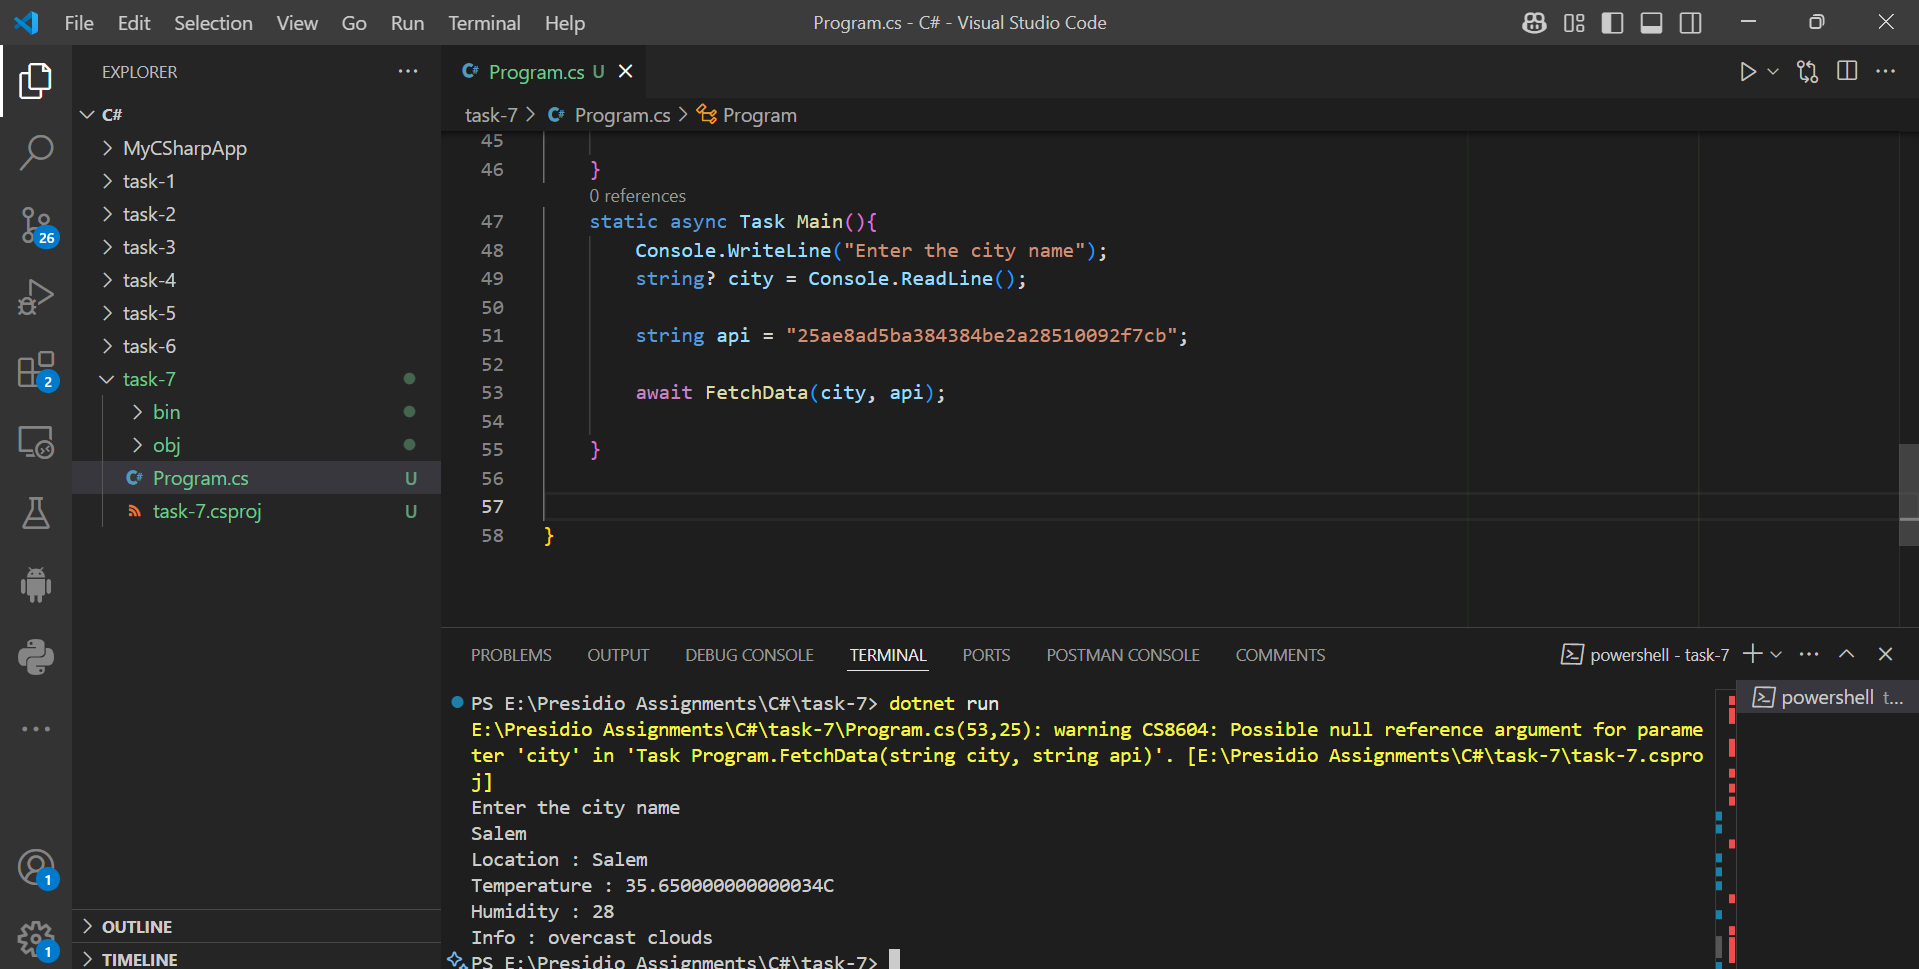 File Edit Selection View Go Run Terminal Help
Program.cs - C# - Visual Studio Code
EXPLORER
C#
MyCSharpApp
task-1
task-2
task-3
task-4
task-5
task-6
task-7
bin
obj
C# Program.cs U
task-7.csproj U
OUTLINE
TIMELINE
26
2
1
1
C# Program.cs U
task-7 > C# Program.cs > Program
45
46 }
0 references
47 static async Task Main(){
48 Console.WriteLine("Enter the city name");
49 string? city = Console.ReadLine();
50
51 string api = "25ae8ad5ba384384be2a28510092f7cb";
52
53 await FetchData(city, api);
54
55 }
56
57
58 }
PROBLEMS OUTPUT DEBUG CONSOLE TERMINAL PORTS POSTMAN CONSOLE COMMENTS
powershell - task-7
powershell t...
PS E:\Presidio Assignments\C#\task-7> dotnet run
E:\Presidio Assignments\C#\task-7\Program.cs(53,25): warning CS8604: Possible null reference argument for parame
ter 'city' in 'Task Program.FetchData(string city, string api)'. [E:\Presidio Assignments\C#\task-7\task-7.cspro
j]
Enter the city name
Salem
Location : Salem
Temperature : 35.650000000000034C
Humidity : 28
Info : overcast clouds
PS E:\Presidio Assignments\C#\task-7>